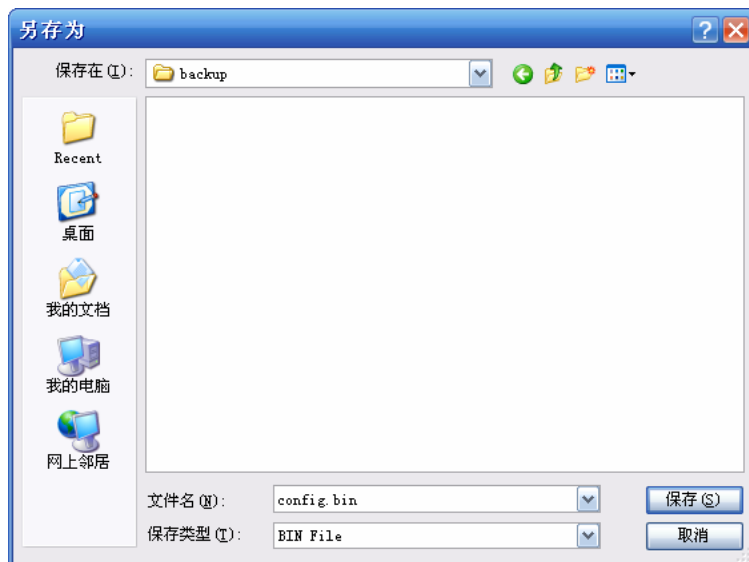 另存为
保存在(I): backup
Recent
桌面
我的文档
我的电脑
网上邻居
文件名(N): config.bin 保存(S)
保存类型(T): BIN File 取消